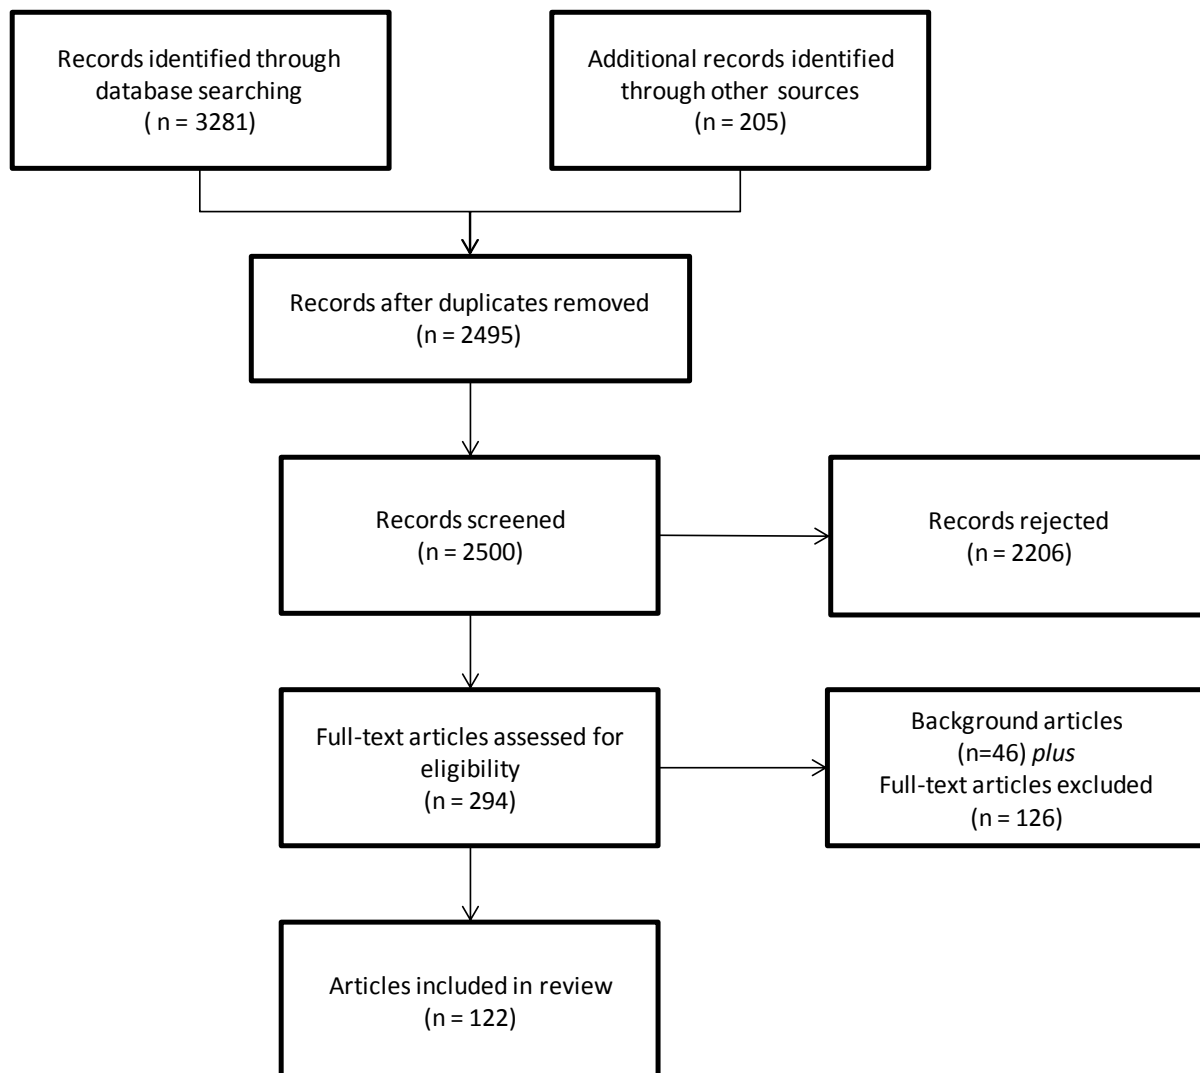 Records identified through
database searching
( n = 3281)
Additional records identified
through other sources
(n = 205)
Records after duplicates removed
(n = 2495)
Records screened
(n = 2500)
Records rejected
(n = 2206)
Full-text articles assessed for
eligibility
(n = 294)
Background articles
(n=46) plus
Full-text articles excluded
(n = 126)
Articles included in review
(n = 122)